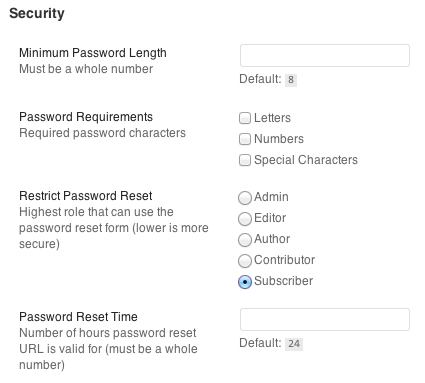 Security
Minimum Password Length
Must be a whole number
Default: 8
Password Requirements
Required password characters
Letters
Numbers
Special Characters
Restrict Password Reset
Highest role that can use the
password reset form (lower is more
secure)
Admin
Editor
Author
Contributor
Subscriber
Password Reset Time
Number of hours password reset
URL is valid for (must be a whole
number)
Default: 24